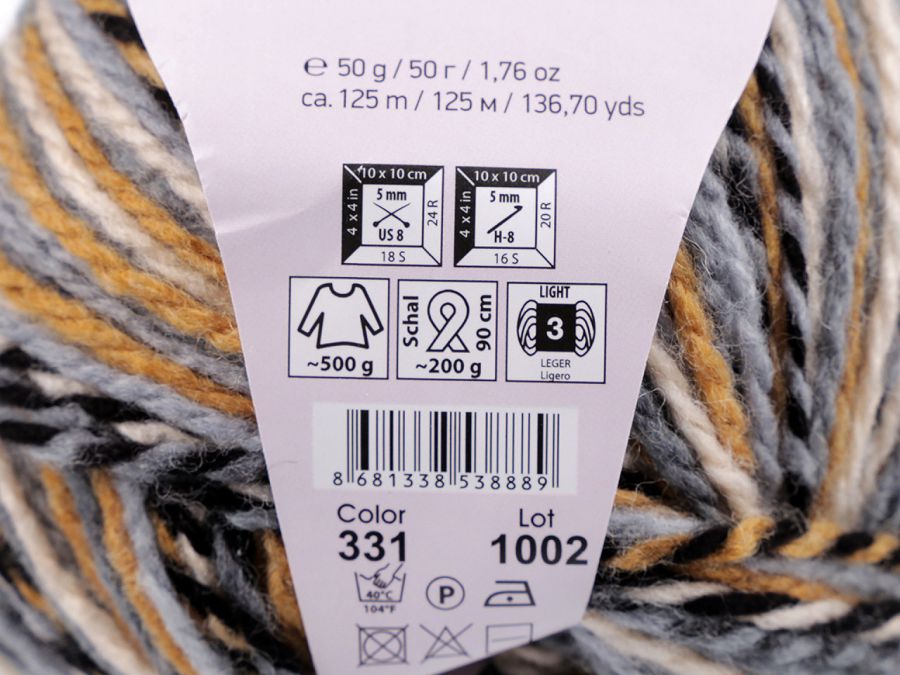 ℮ 50 g / 50 г / 1,76 oz
ca. 125 m / 125 м / 136,70 yds
10 x 10 cm
4 x 4 in
5 mm
US 8
24 R
18 S
10 x 10 cm
4 x 4 in
5 mm
H-8
20 R
16 S
~500 g
Schal
90 cm
~200 g
LIGHT
3
LEGER
Ligero
8 681338 538889
Color
331
Lot
1002
40°C
104°F
P